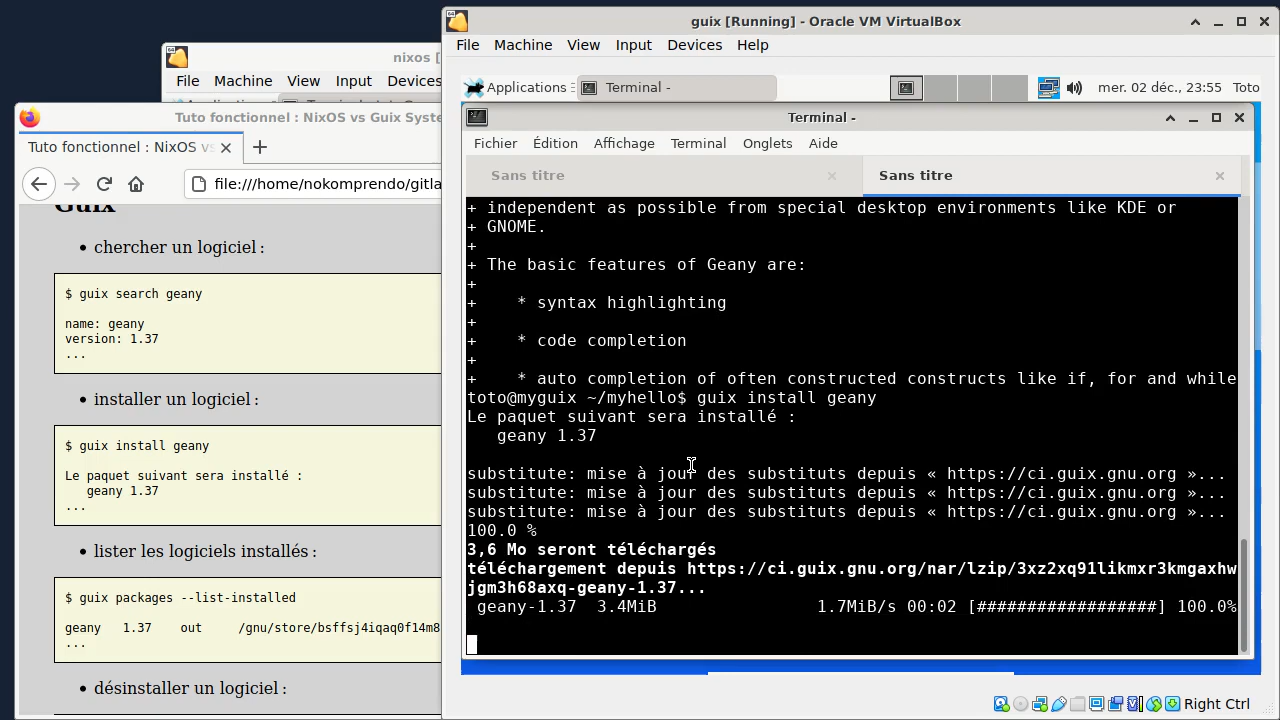 guix [Running] - Oracle VM VirtualBox
File Machine View Input Devices Help
nixos [
File Machine View Input Devices
Applications : Terminal - mer. 02 déc., 23:55 Toto
Terminal -
Fichier Édition Affichage Terminal Onglets Aide
Sans titre Sans titre
+ independent as possible from special desktop environments like KDE or
+ GNOME.
+
+ The basic features of Geany are:
+
+    * syntax highlighting
+
+    * code completion
+
+    * auto completion of often constructed constructs like if, for and while
toto@myguix ~/myhello$ guix install geany
Le paquet suivant sera installé :
   geany 1.37
substitute: mise à jour des substituts depuis « https://ci.guix.gnu.org »...
substitute: mise à jour des substituts depuis « https://ci.guix.gnu.org »...
substitute: mise à jour des substituts depuis « https://ci.guix.gnu.org »...
100.0 %
3,6 Mo seront téléchargés
téléchargement depuis https://ci.guix.gnu.org/nar/lzip/3xz2xq91likmxr3kmgaxhw
jgm3h68axq-geany-1.37...
 geany-1.37  3.4MiB                1.7MiB/s 00:02 [##################] 100.0%
Right Ctrl
Tuto fonctionnel : NixOS vs Guix Syste
Tuto fonctionnel : NixOS vs
file:///home/nokomprendo/gitla
Guix
• chercher un logiciel :
$ guix search geany
name: geany
version: 1.37
...
• installer un logiciel :
$ guix install geany
Le paquet suivant sera installé :
   geany 1.37
...
• lister les logiciels installés :
$ guix packages --list-installed
geany   1.37    out     /gnu/store/bsffsj4iqaq0f14m8
...
• désinstaller un logiciel :